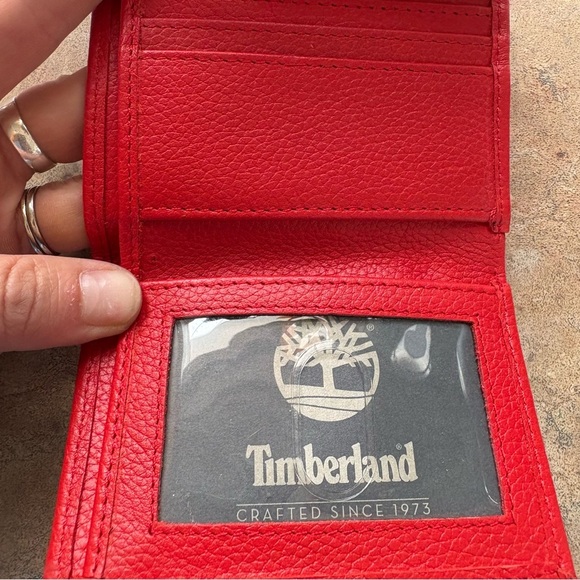 ®
Timberland®
CRAFTED SINCE 1973